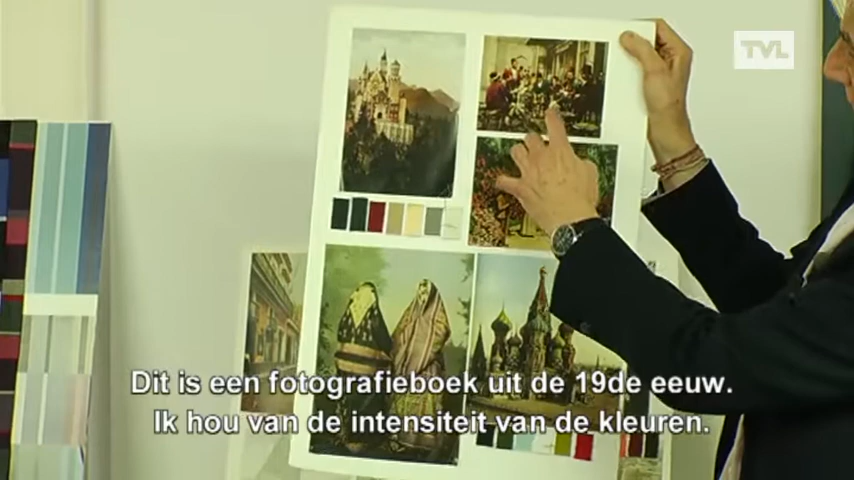 TVL
Dit is een fotografieboek uit de 19de eeuw.
Ik hou van de intensiteit van de kleuren.